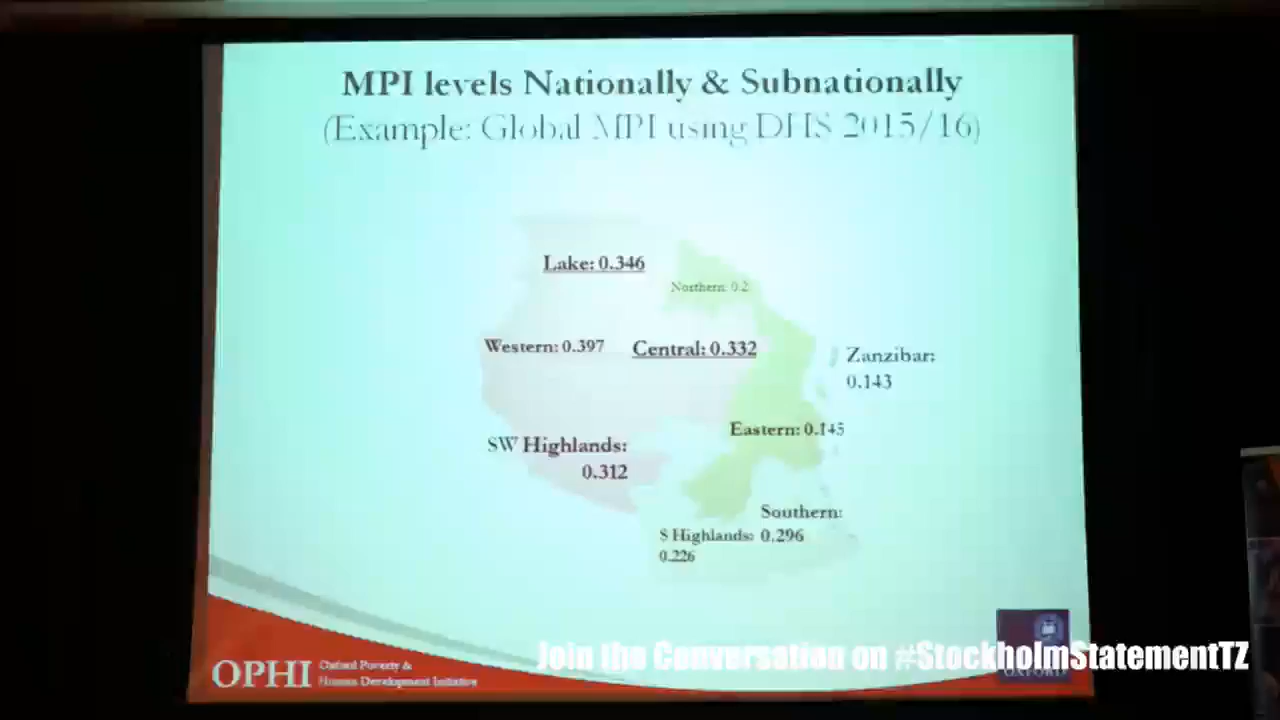 MPI levels Nationally & Subnationally
(Example: Global MPI using DHS 2015/16)
Lake: 0.346
Northern: 0.2
Western: 0.397
Central: 0.332
Zanzibar:
0.143
Eastern: 0.145
SW Highlands:
0.312
Southern:
0.296
S Highlands:
0.226
OPHI
Oxford Poverty &
Human Development Initiative
OXFORD
Join the Conversation on #StockholmStatementTZ